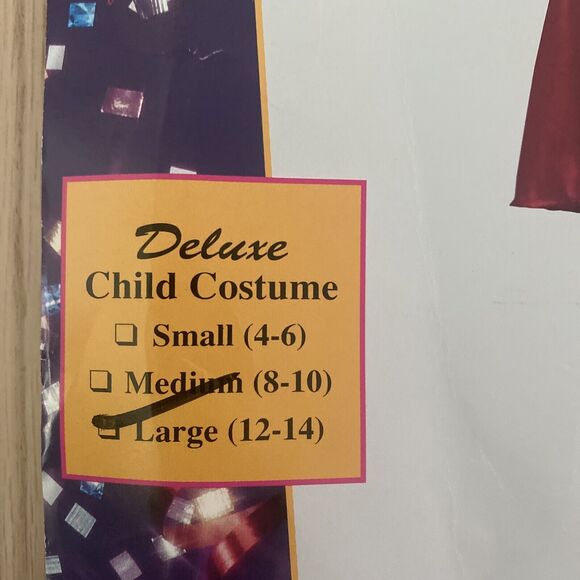 Deluxe
Child Costume
❑ Small (4-6)
❑ Medium (8-10)
❑ Large (12-14)